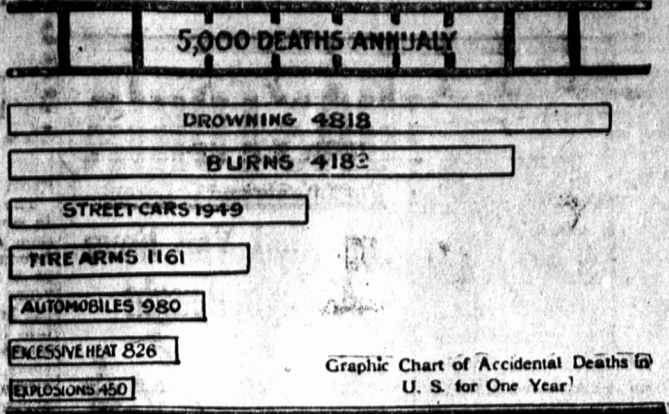 5,000 DEATHS ANNUALY
DROWNING 4818
BURNS 4182
STREET CARS 1949
FIRE ARMS 1161
AUTOMOBILES 980
EXCESSIVE HEAT 826
EXPLOSIONS 450
Graphic Chart of Accidental Deaths in
U. S. for One Year